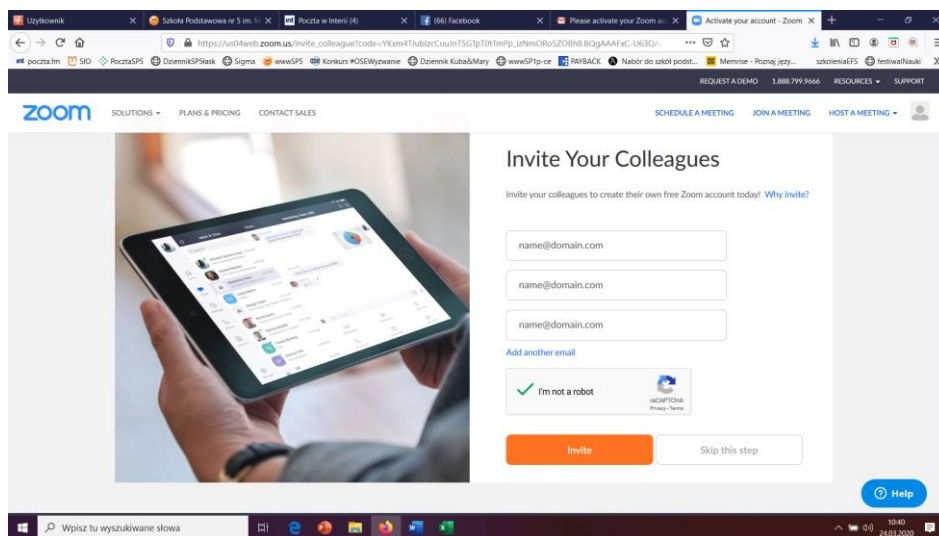 Użytkownik
Szkoła Podstawowa nr 5 im.
Poczta w Interii (4)
(66) Facebook
Please activate your Zoom acc
Activate your account - Zoom
https://us04web.zoom.us/invite_colleague?code=
poczta.fm
SIO
PocztaSP5
DziennikSP5łask
Sigma
wwwSP5
Konkurs #OSEWyzwanie
Dziennik Kuba&Mary
wwwSP1p-ce
PAYBACK
Nabór do szkół podst...
Memrise - Poznaj języ...
szkoleniaEFS
festiwalNauki
REQUEST A DEMO 1.888.799.9666 RESOURCES SUPPORT
zoom SOLUTIONS PLANS & PRICING CONTACT SALES SCHEDULE A MEETING JOIN A MEETING HOST A MEETING
Invite Your Colleagues
Invite your colleagues to create their own free Zoom account today! Why invite?
name@domain.com
name@domain.com
name@domain.com
Add another email
I'm not a robot
reCAPTCHA
Privacy - Terms
Invite Skip this step
Help
Wpisz tu wyszukiwane słowa
10:40
24.03.2020